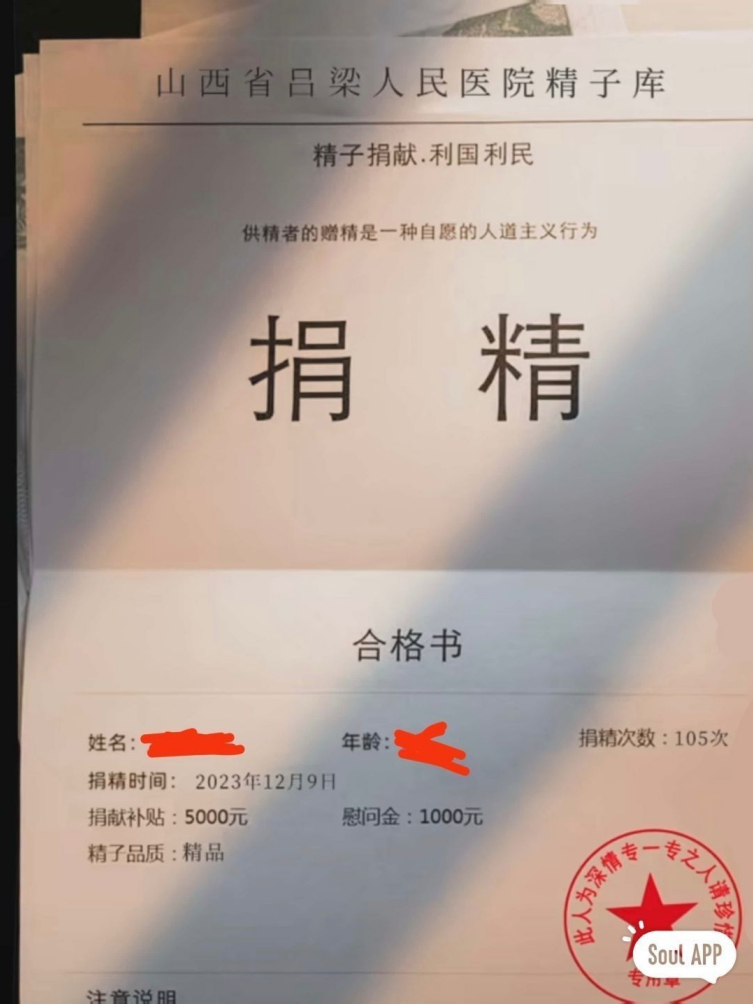 山西省吕梁人民医院精子库
精子捐献.利国利民
供精者的赠精是一种自愿的人道主义行为
捐 精
合格书
姓名：
年龄：
捐精次数：105次
捐精时间： 2023年12月9日
捐献补贴：5000元
慰问金：1000元
精子品质：精品
此人为深情专一专之人请珍
专用章
Soul APP
注意说明